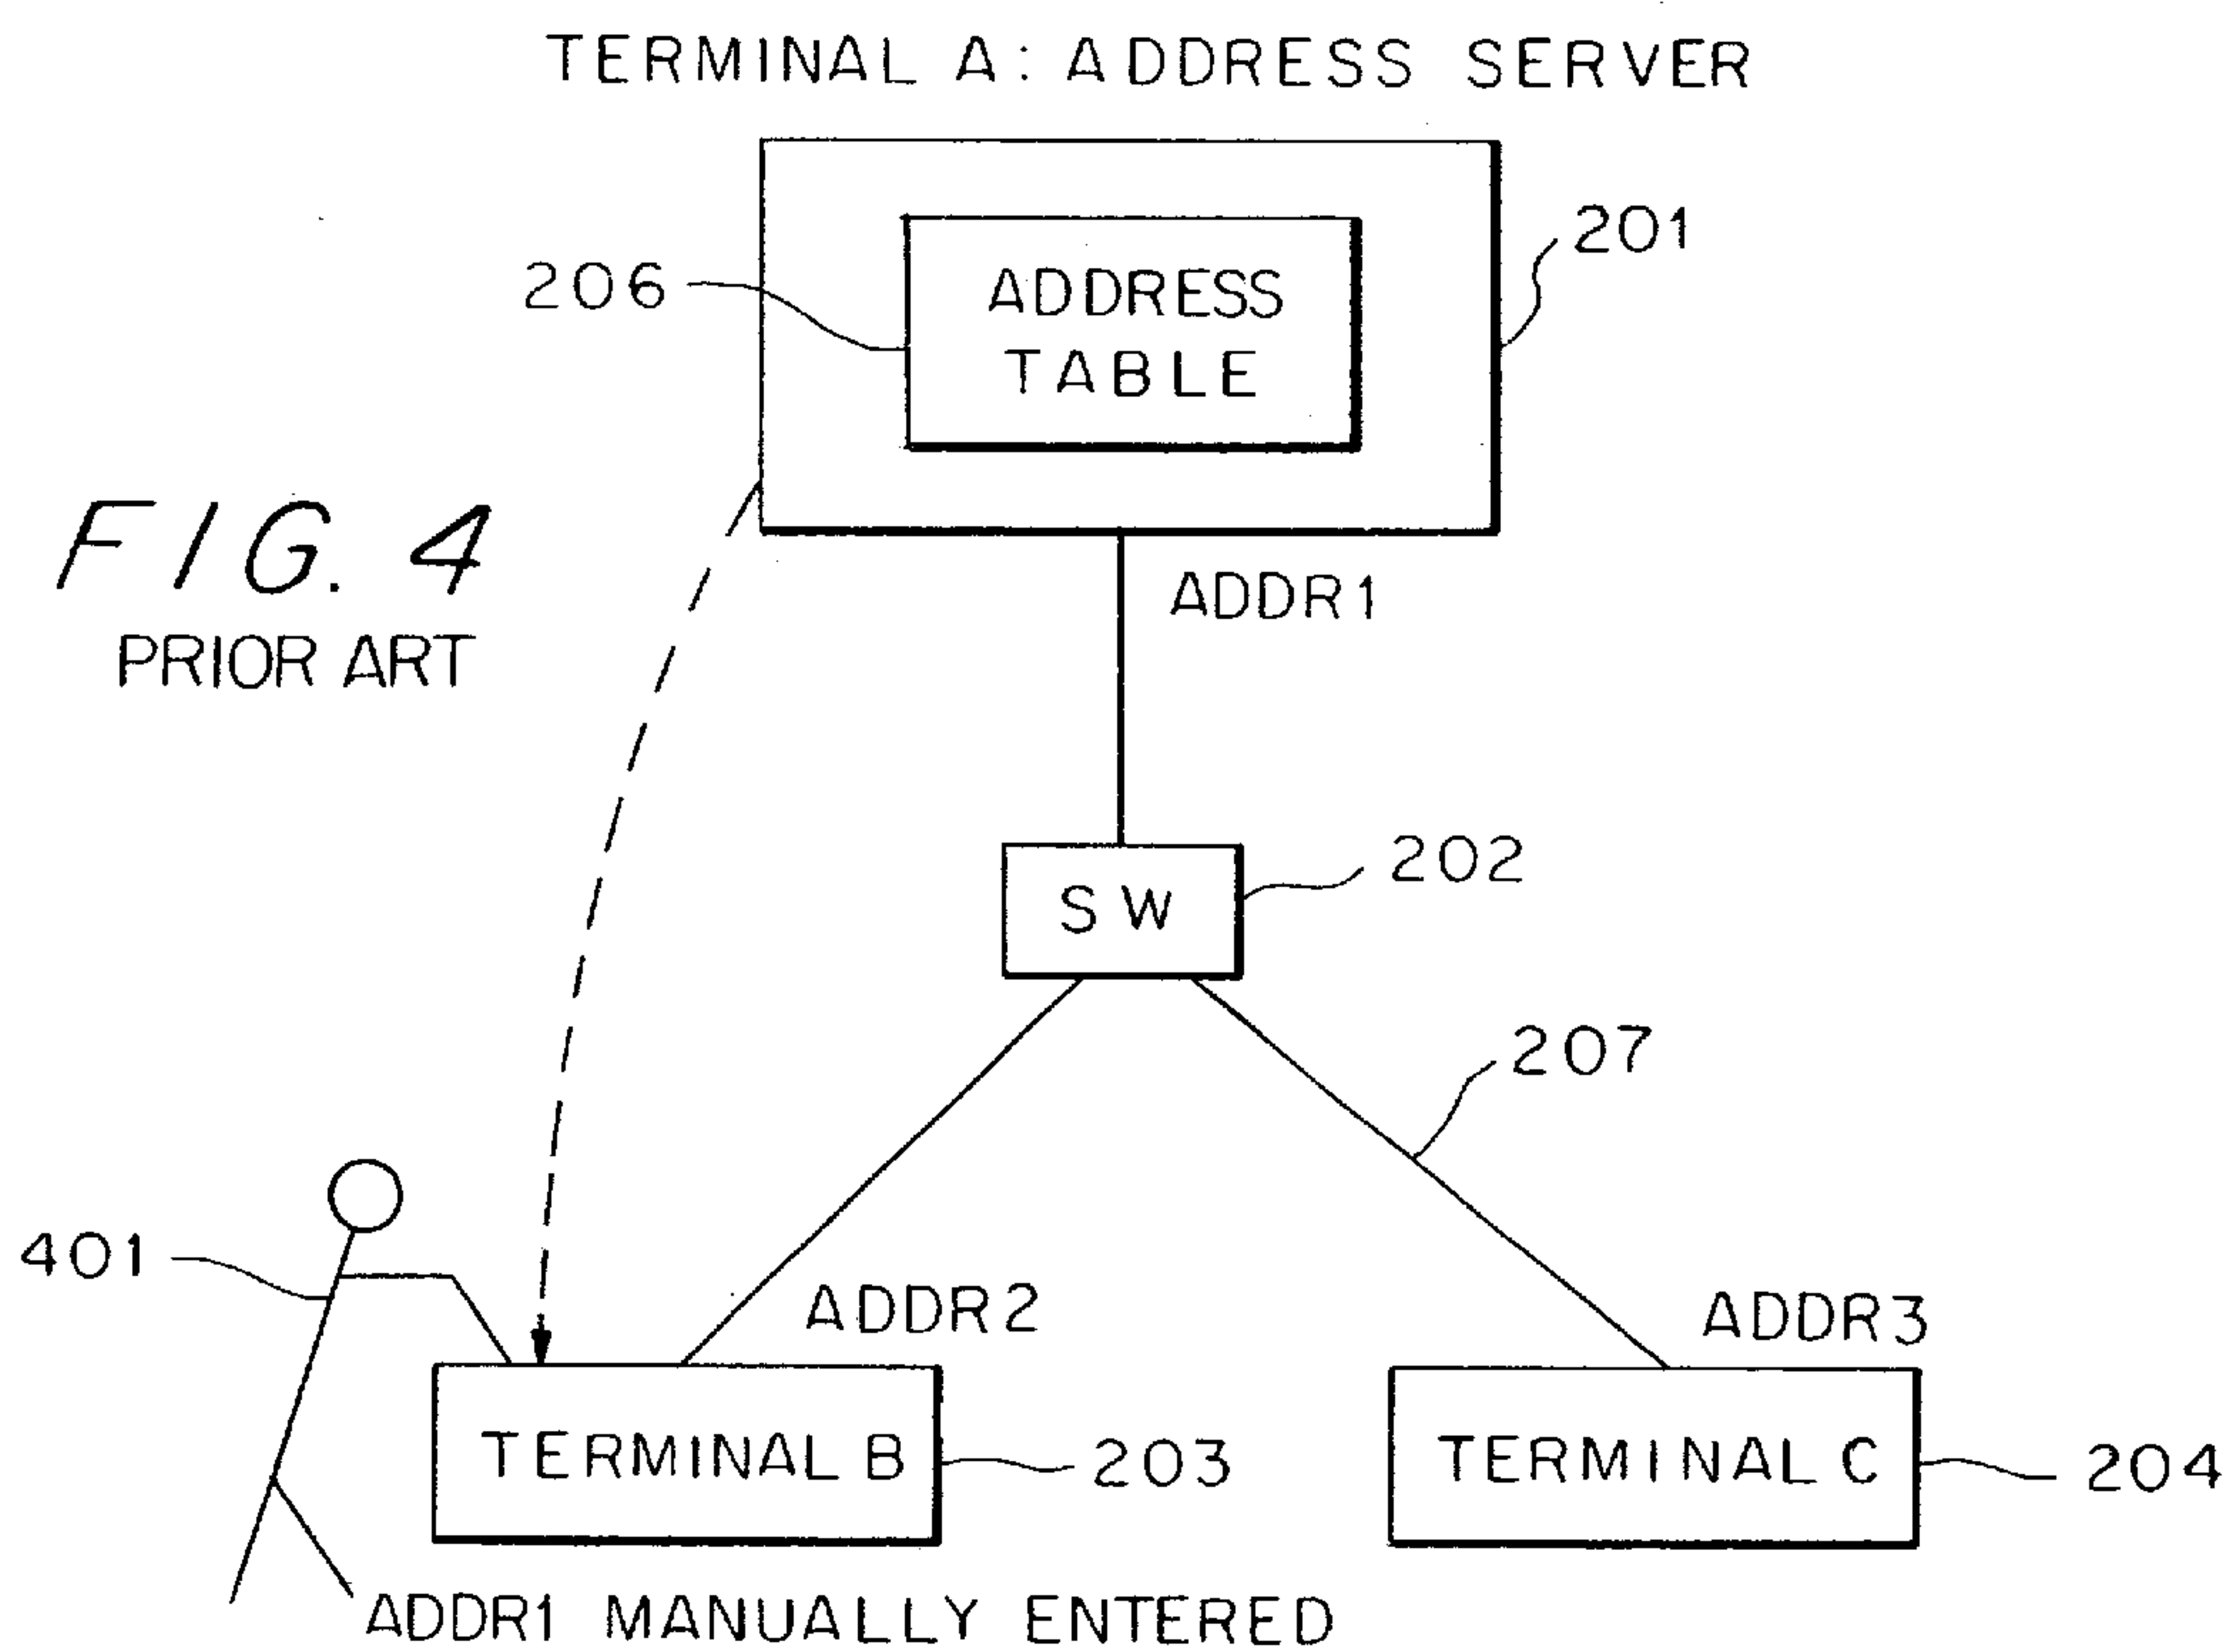 TERMINAL A: ADDRESS SERVER
201
206
ADDRESS
TABLE
FIG. 4
PRIOR ART
ADDR1
SW
202
207
401
ADDR2
ADDR3
TERMINAL B
203
TERMINAL C
204
ADDR1 MANUALLY ENTERED